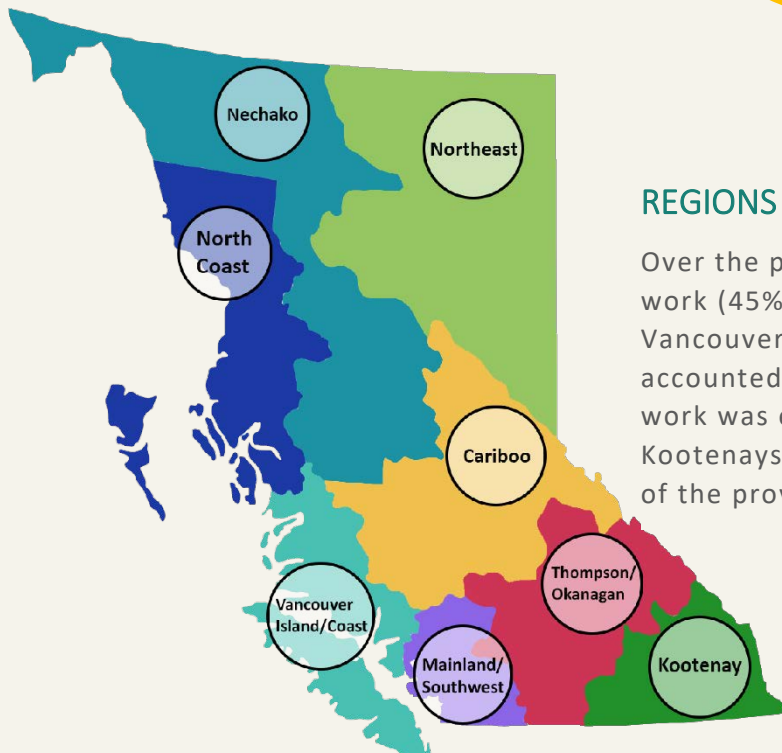 Nechako
Northeast
North
Coast
REGIONS
Over the p
work (45%
Vancouver
accounted
work was
Kootenays
of the prov
Cariboo
Thompson/
Okanagan
Vancouver
Island/Coast
Mainland/
Southwest
Kootenay